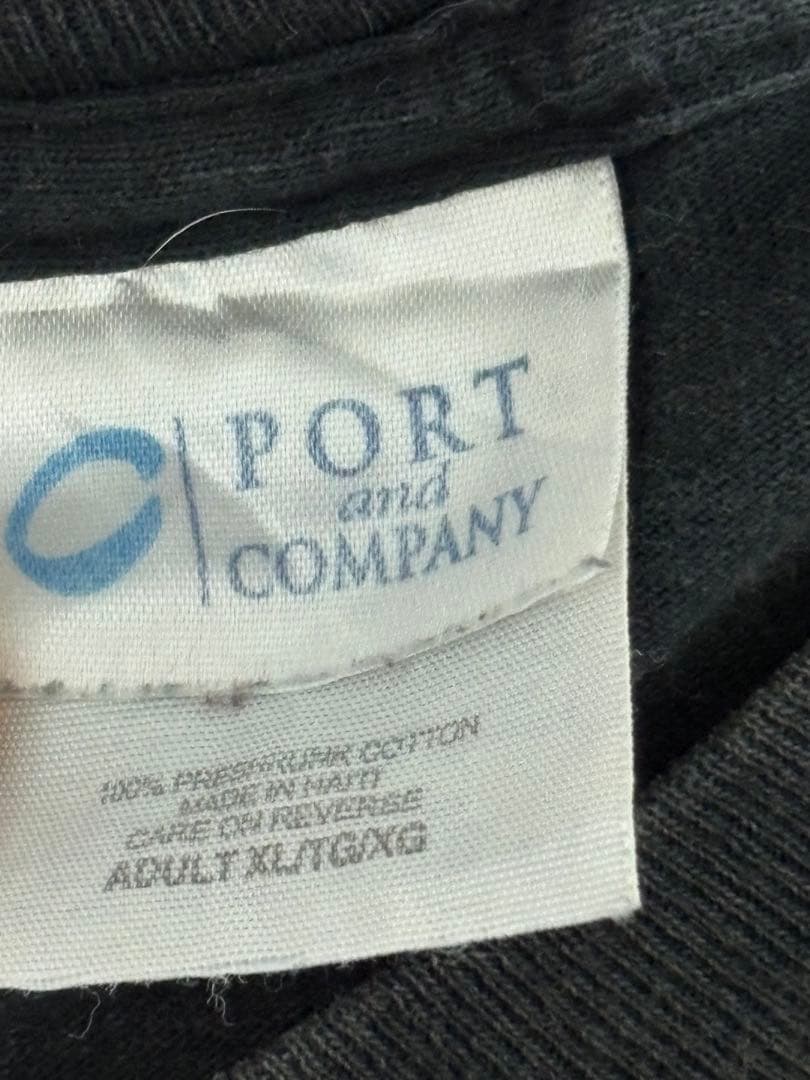 PORT
and
COMPANY
100% PRESHRUNK COTTON
MADE IN HAITI
CARE ON REVERSE
ADULT XL/TG/XG